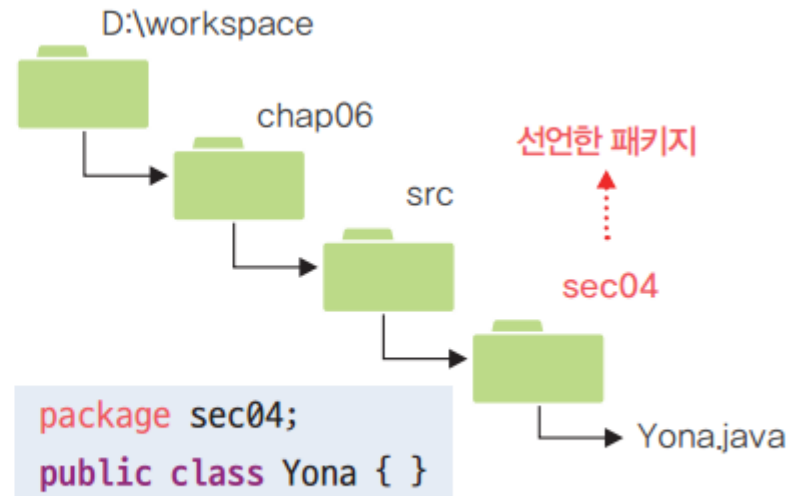 D:\workspace
chap06
선언한 패키지
src
sec04
Yona.java
package sec04;
public class Yona { }